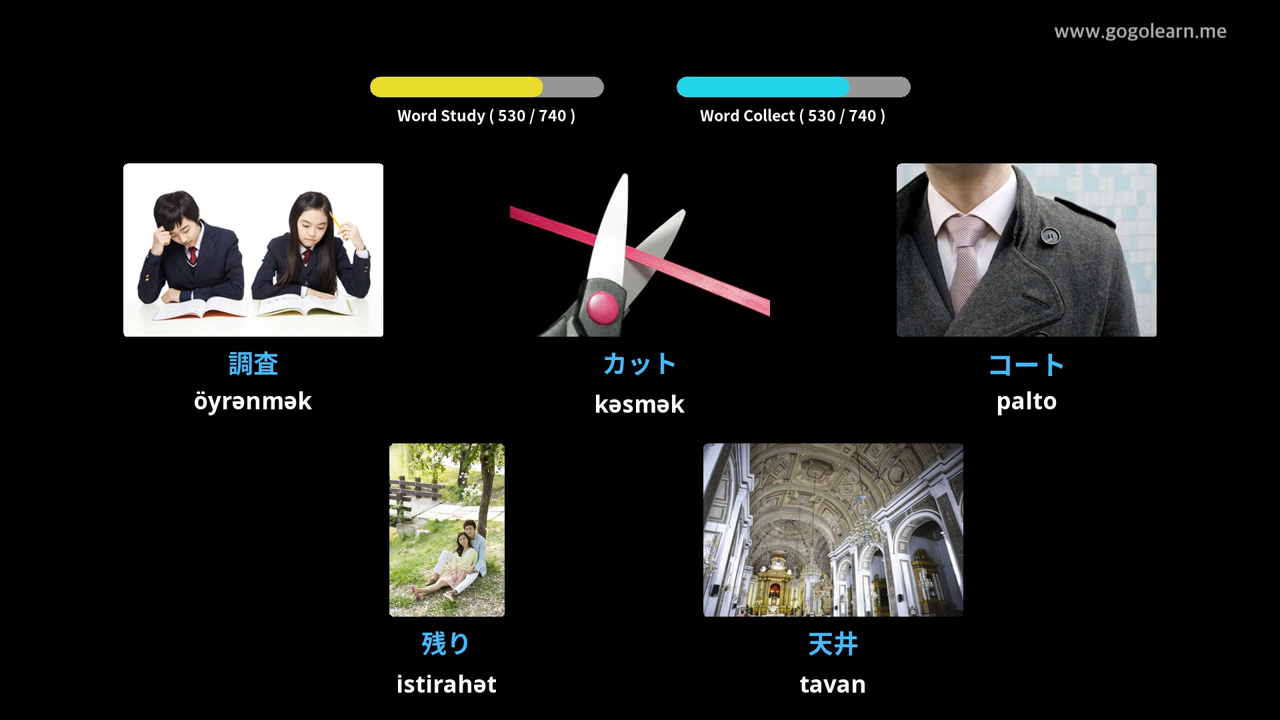 www.gogolearn.me
Word Study ( 530 / 740 )
Word Collect ( 530 / 740 )
調査
öyrənmək
カット
kəsmək
コート
palto
残り
istirahət
天井
tavan